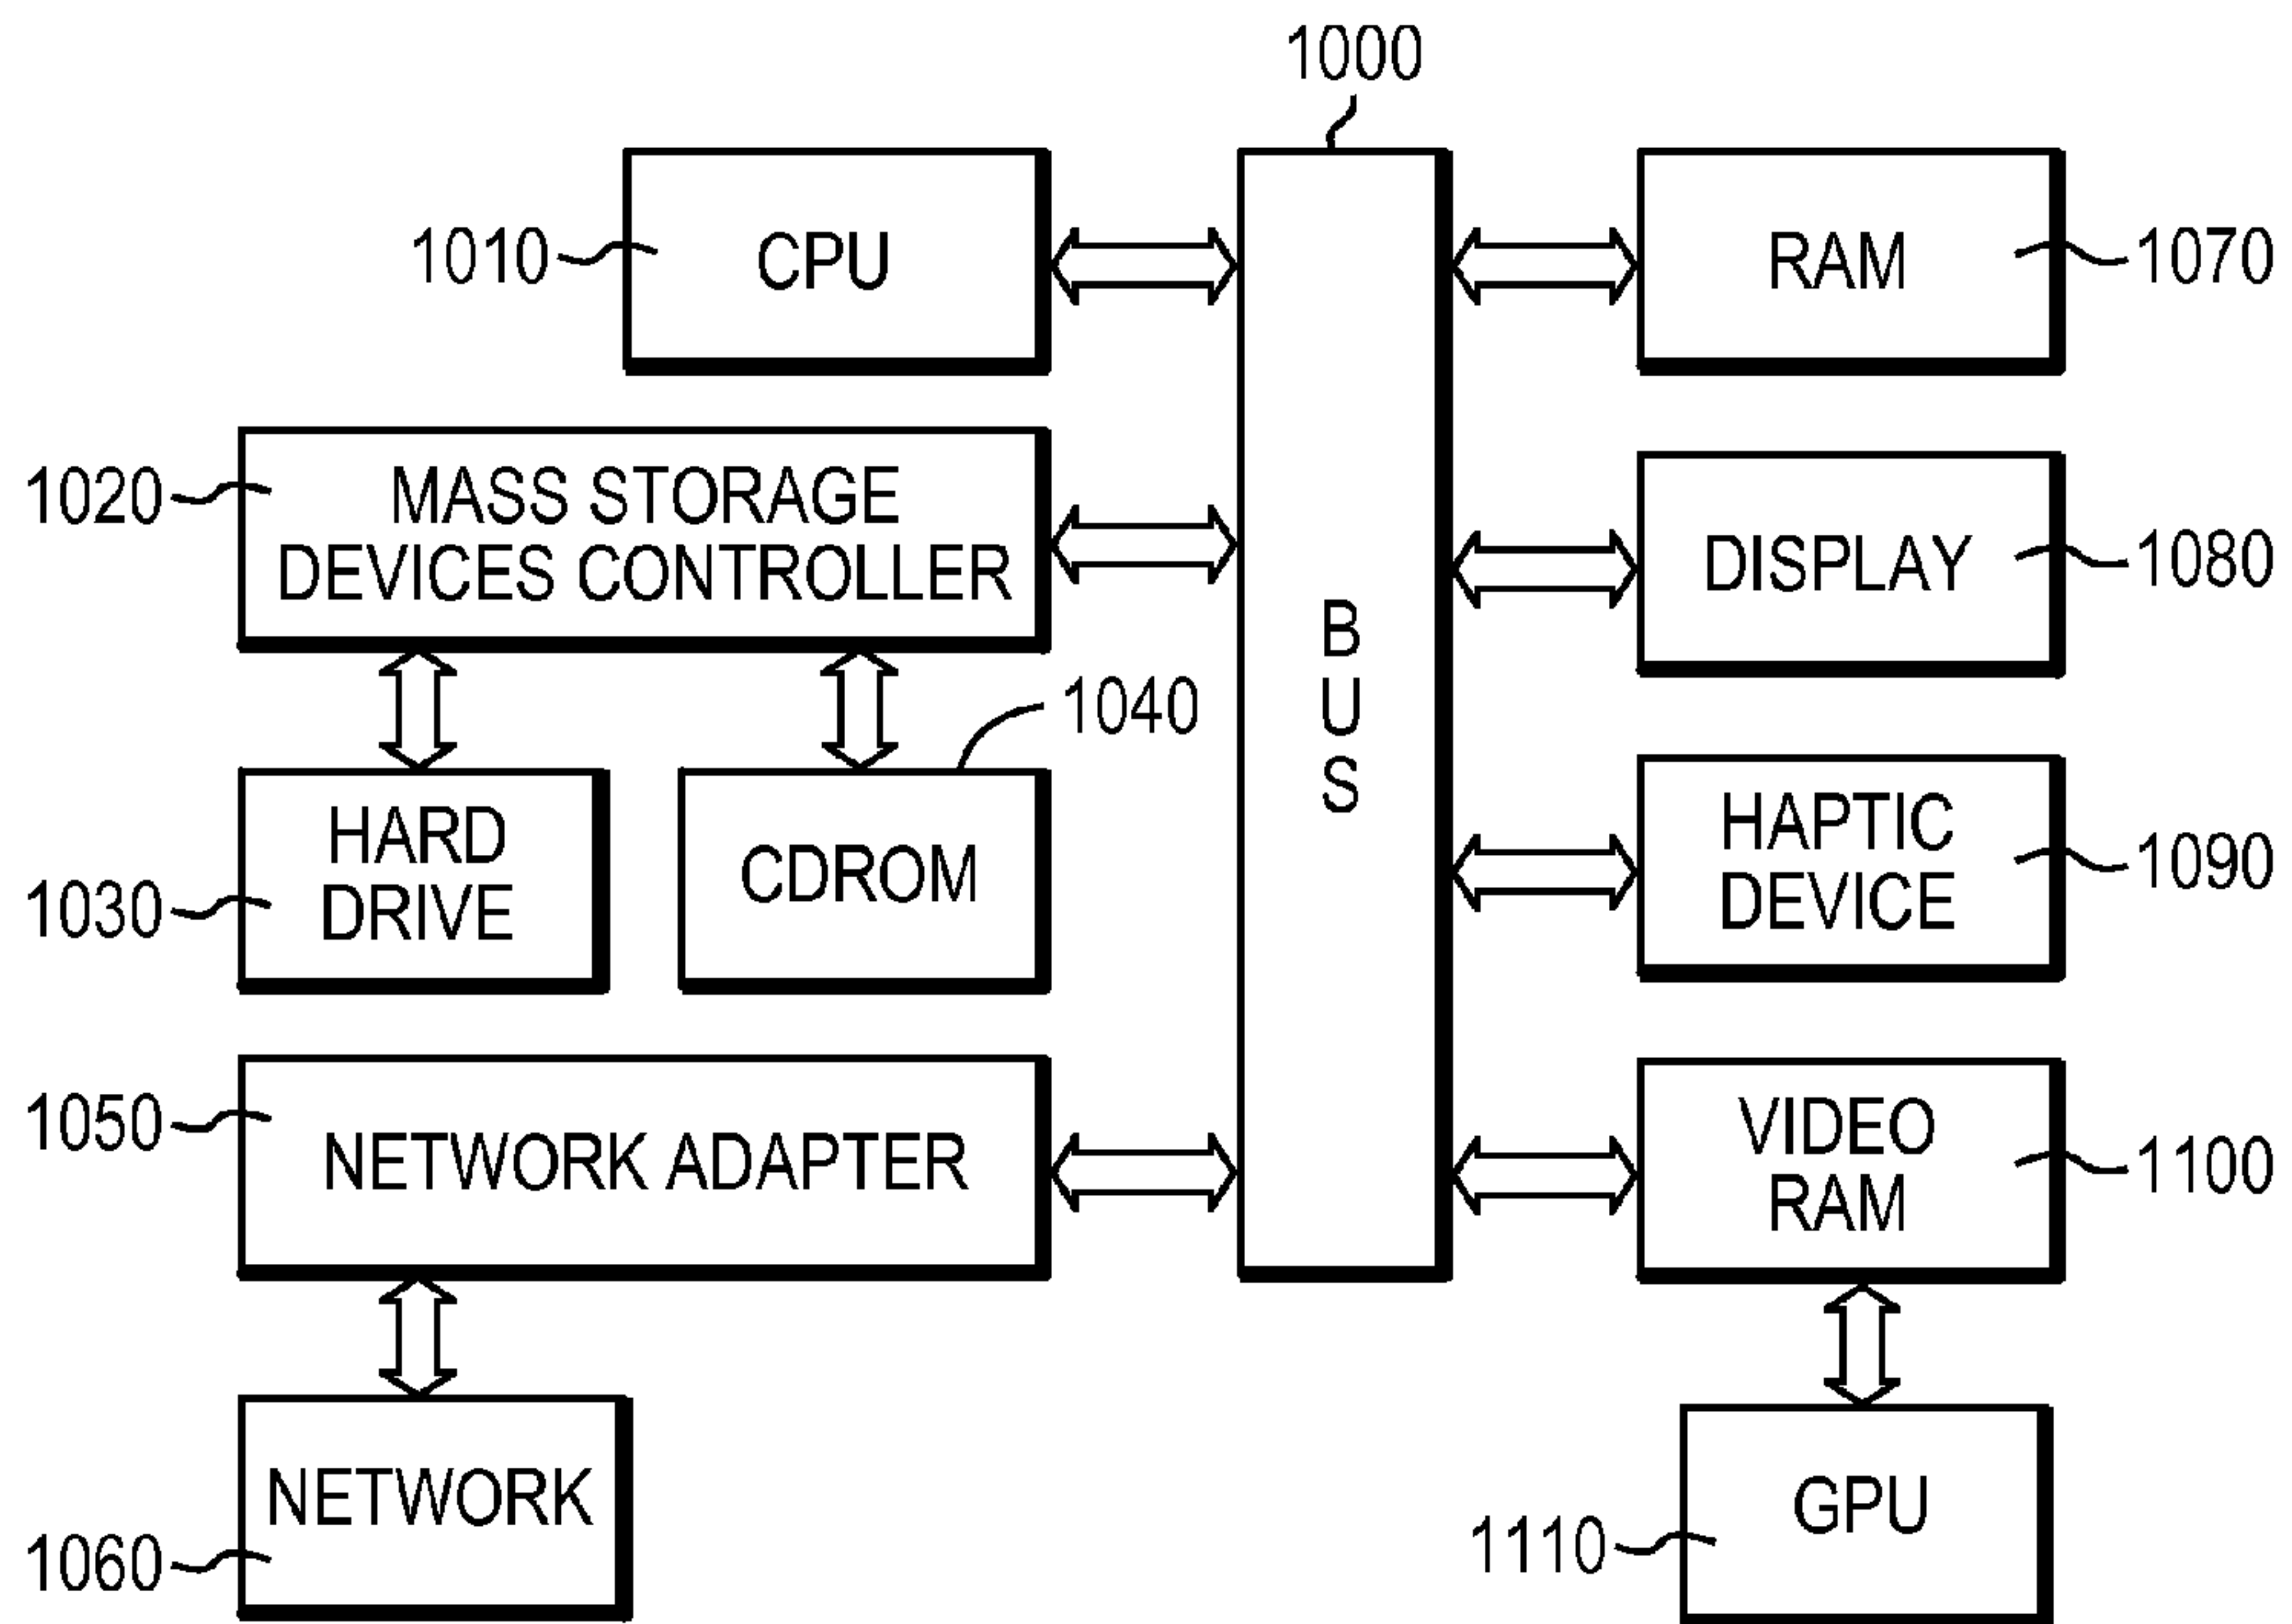 1000
CPU
1010
RAM
1070
1020
MASS STORAGE
DEVICES CONTROLLER
DISPLAY
1080
B
U
S
1040
HARD
DRIVE
1030
CDROM
HAPTIC
DEVICE
1090
1050
NETWORK ADAPTER
VIDEO
RAM
1100
NETWORK
1060
GPU
1110